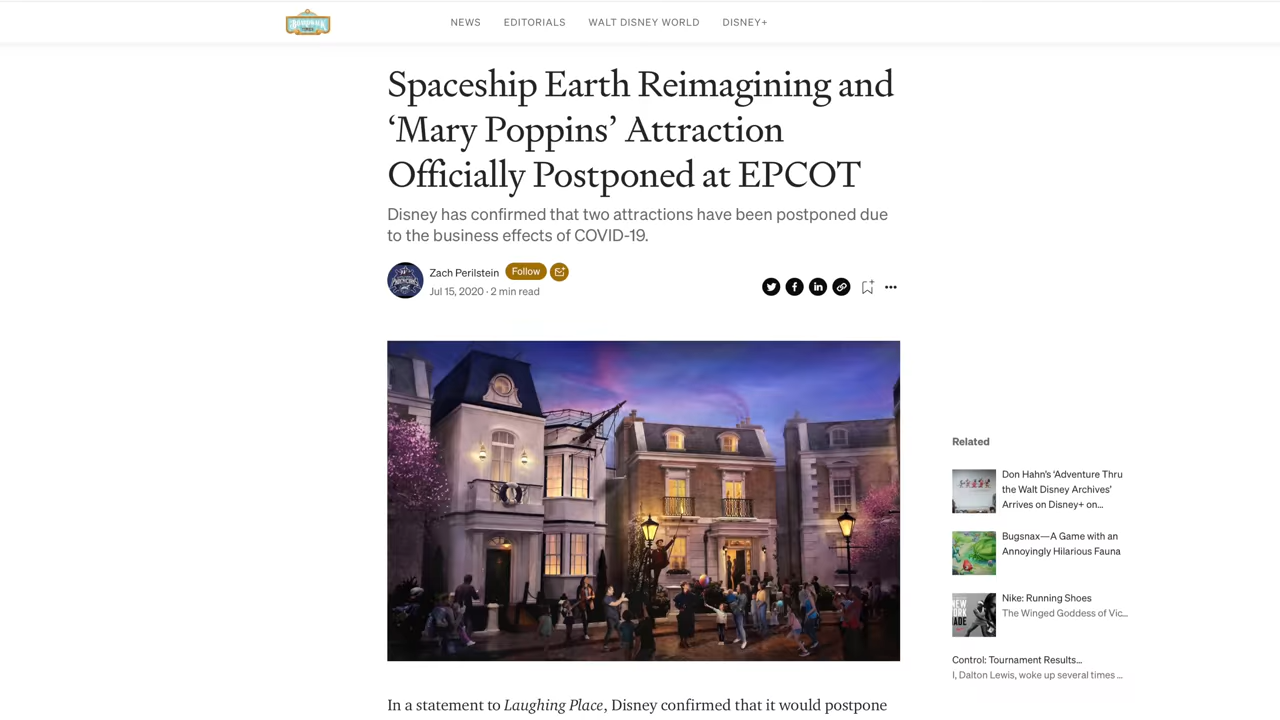 NEWS EDITORIALS WALT DISNEY WORLD DISNEY+
Spaceship Earth Reimagining and
‘Mary Poppins’ Attraction
Officially Postponed at EPCOT
Disney has confirmed that two attractions have been postponed due
to the business effects of COVID-19.
Zach Perilstein Follow
Jul 15, 2020 · 2 min read
Related
Don Hahn’s ‘Adventure Thru
the Walt Disney Archives’
Arrives on Disney+ on…
Bugsnax—A Game with an
Annoyingly Hilarious Fauna
Nike: Running Shoes
The Winged Goddess of Vic…
Control: Tournament Results…
I, Dalton Lewis, woke up several times …
In a statement to Laughing Place, Disney confirmed that it would postpone